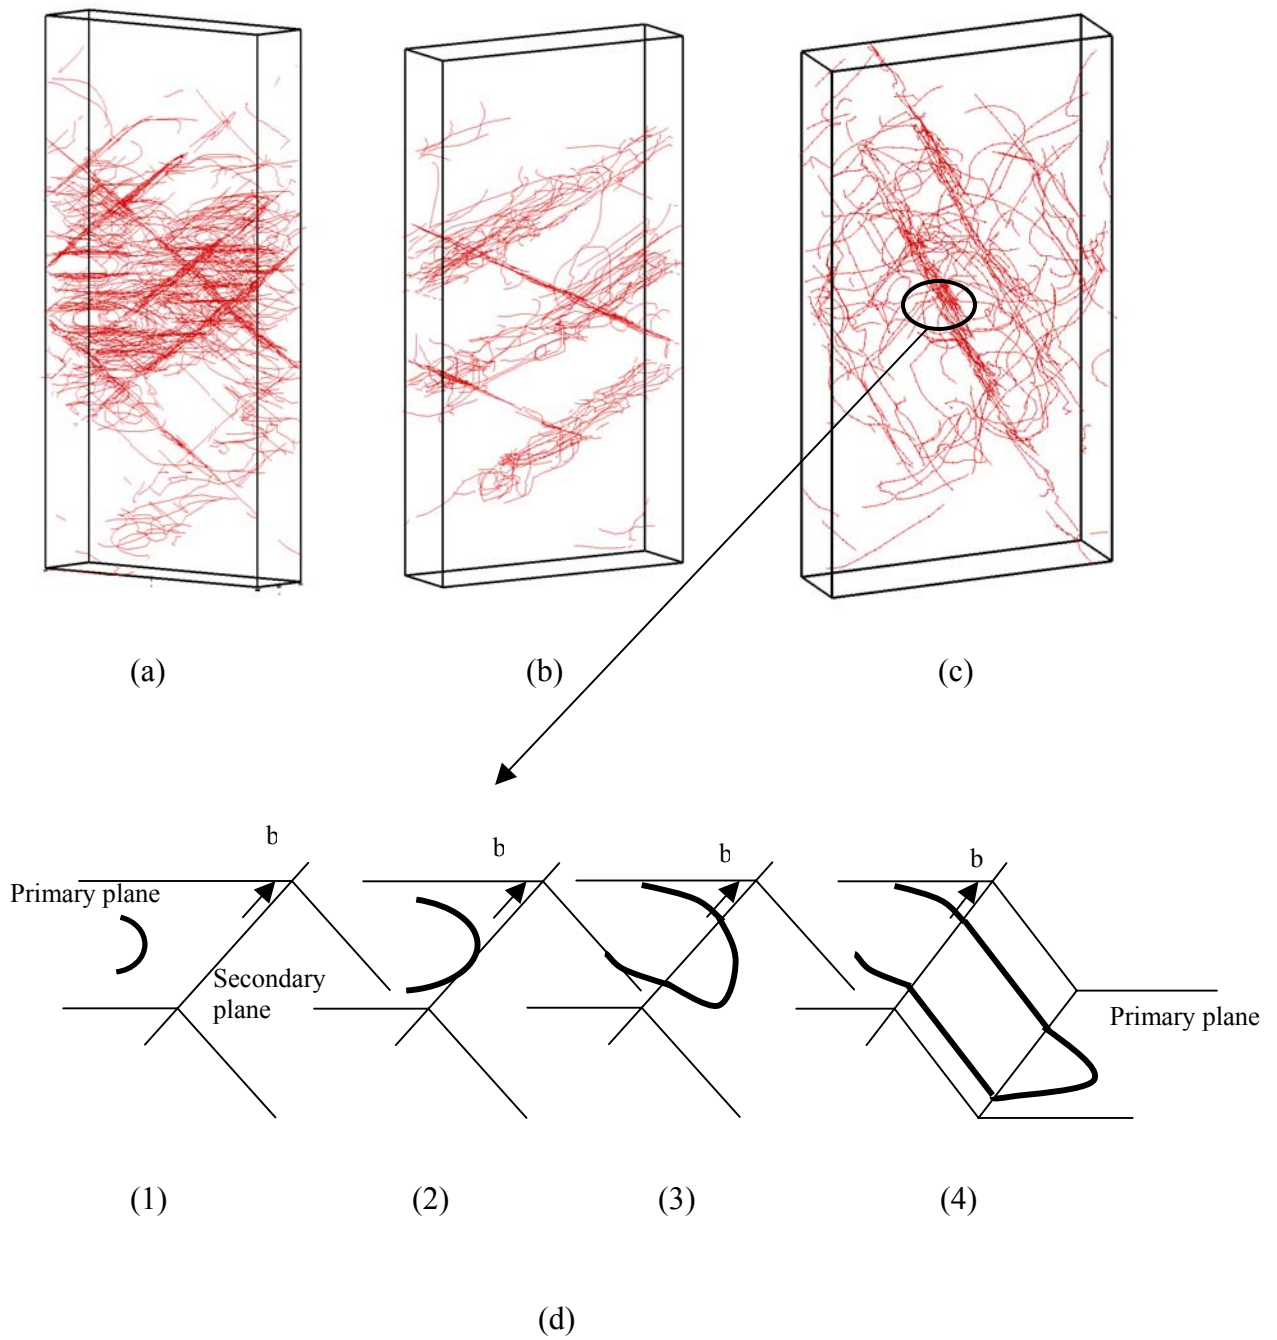 (a)
(b)
(c)
b
b
b
b
Primary plane
Secondary
plane
Primary plane
(1)
(2)
(3)
(4)
(d)